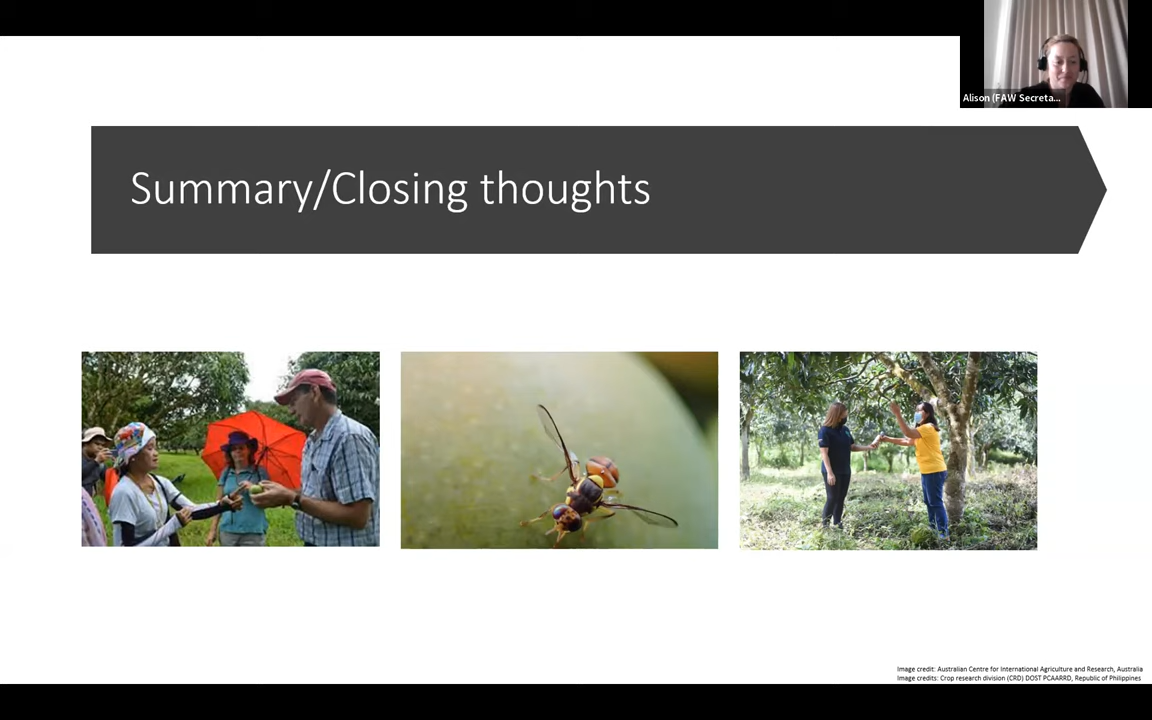 Alison (FAW Secreta...
Summary/Closing thoughts
Image credit: Australian Centre for International Agriculture and Research, Australia
Image credits: Crop research division (CRD) DOST PCAARRD, Republic of Philippines